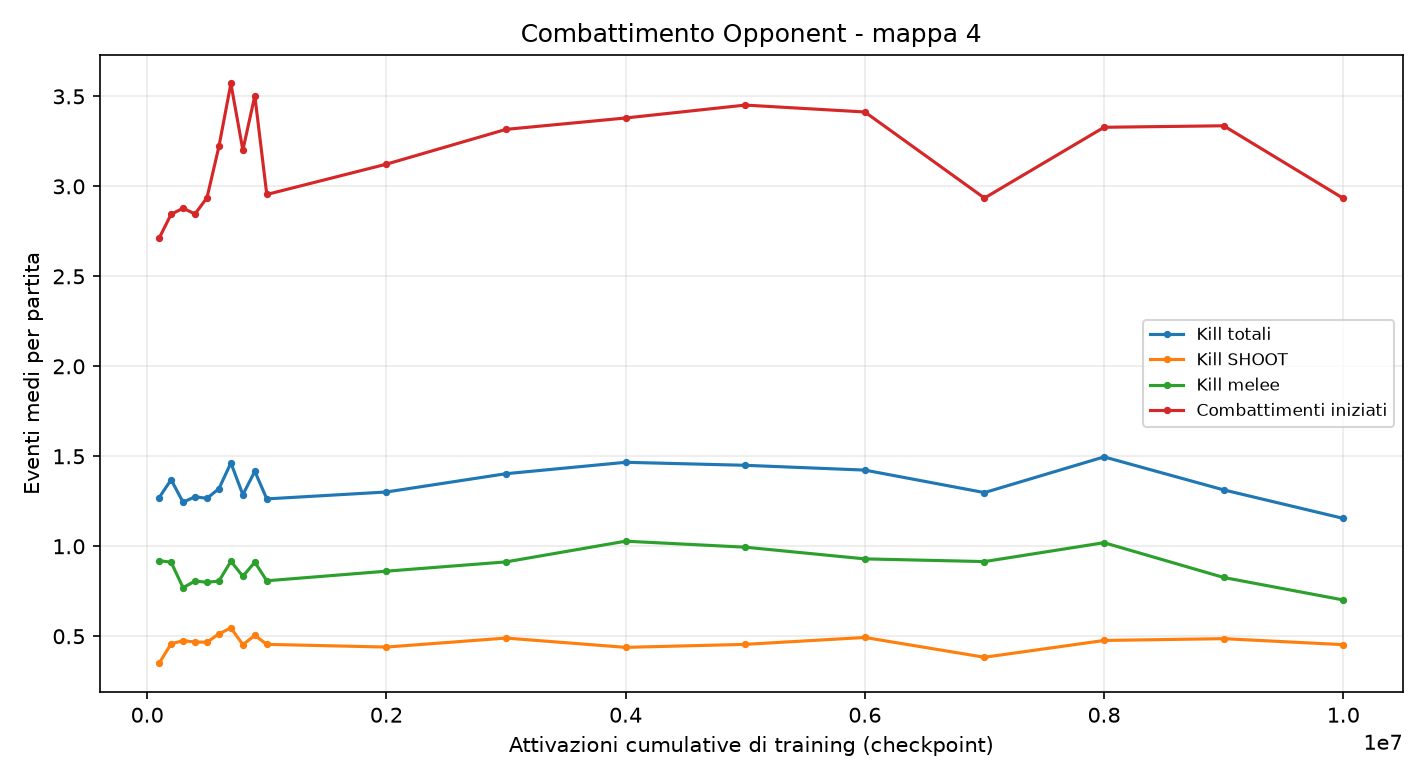 Combattimento Opponent - mappa 4
Eventi medi per partita
3.5
3.0
2.5
2.0
1.5
1.0
0.5
Kill totali
Kill SHOOT
Kill melee
Combattimenti iniziati
0.0 0.2 0.4 0.6 0.8 1.0
1e7
Attivazioni cumulative di training (checkpoint)